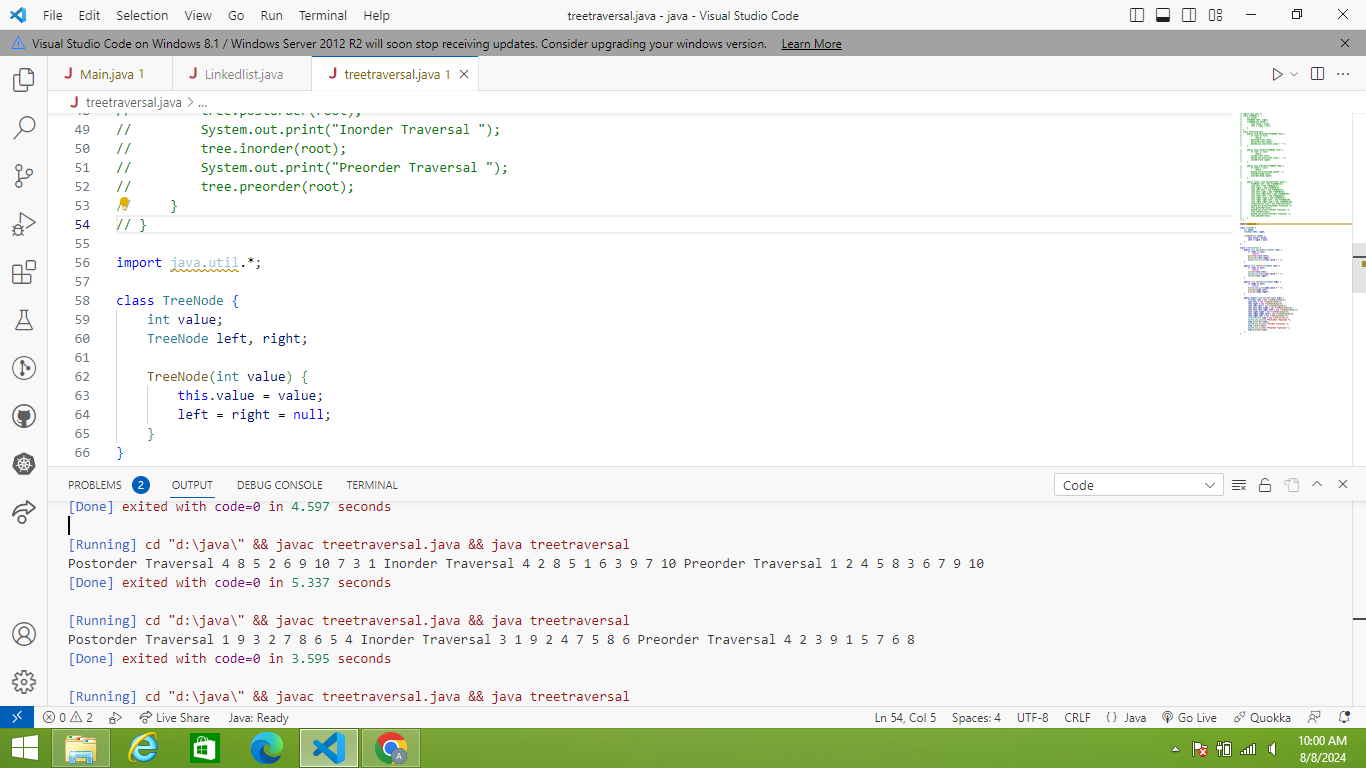 File Edit Selection View Go Run Terminal Help treetraversal.java - java - Visual Studio Code
Visual Studio Code on Windows 8.1 / Windows Server 2012 R2 will soon stop receiving updates. Consider upgrading your windows version. Learn More
J Main.java 1 J Linkedlist.java J treetraversal.java 1
J treetraversal.java > ...
48 // tree.postorder(root);
49 // System.out.print("Inorder Traversal ");
50 // tree.inorder(root);
51 // System.out.print("Preorder Traversal ");
52 // tree.preorder(root);
53 // }
54 // }
55
56 import java.util.*;
57
58 class TreeNode {
59 int value;
60 TreeNode left, right;
61
62 TreeNode(int value) {
63 this.value = value;
64 left = right = null;
65 }
66 }
PROBLEMS 2 OUTPUT DEBUG CONSOLE TERMINAL Code
[Done] exited with code=0 in 4.597 seconds
[Running] cd "d:\java\" && javac treetraversal.java && java treetraversal
Postorder Traversal 4 8 5 2 6 9 10 7 3 1 Inorder Traversal 4 2 8 5 1 6 3 9 7 10 Preorder Traversal 1 2 4 5 8 3 6 7 9 10
[Done] exited with code=0 in 5.337 seconds
[Running] cd "d:\java\" && javac treetraversal.java && java treetraversal
Postorder Traversal 1 9 3 2 7 8 6 5 4 Inorder Traversal 3 1 9 2 4 7 5 8 6 Preorder Traversal 4 2 3 9 1 5 7 6 8
[Done] exited with code=0 in 3.595 seconds
[Running] cd "d:\java\" && javac treetraversal.java && java treetraversal
0 2 Live Share Java: Ready Ln 54, Col 5 Spaces: 4 UTF-8 CRLF {} Java Go Live Quokka
10:00 AM
8/8/2024